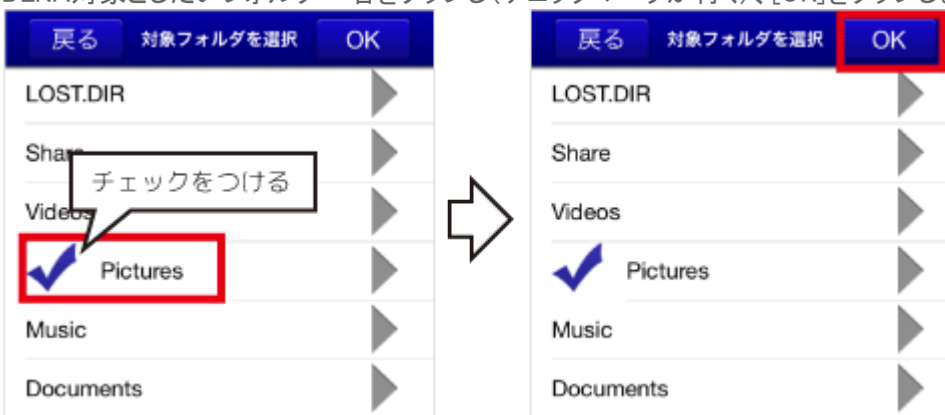 戻る 対象フォルダを選択 OK
LOST.DIR
Share
チェックをつける
Videos
Pictures
Music
Documents
戻る 対象フォルダを選択 OK
LOST.DIR
Share
Videos
Pictures
Music
Documents